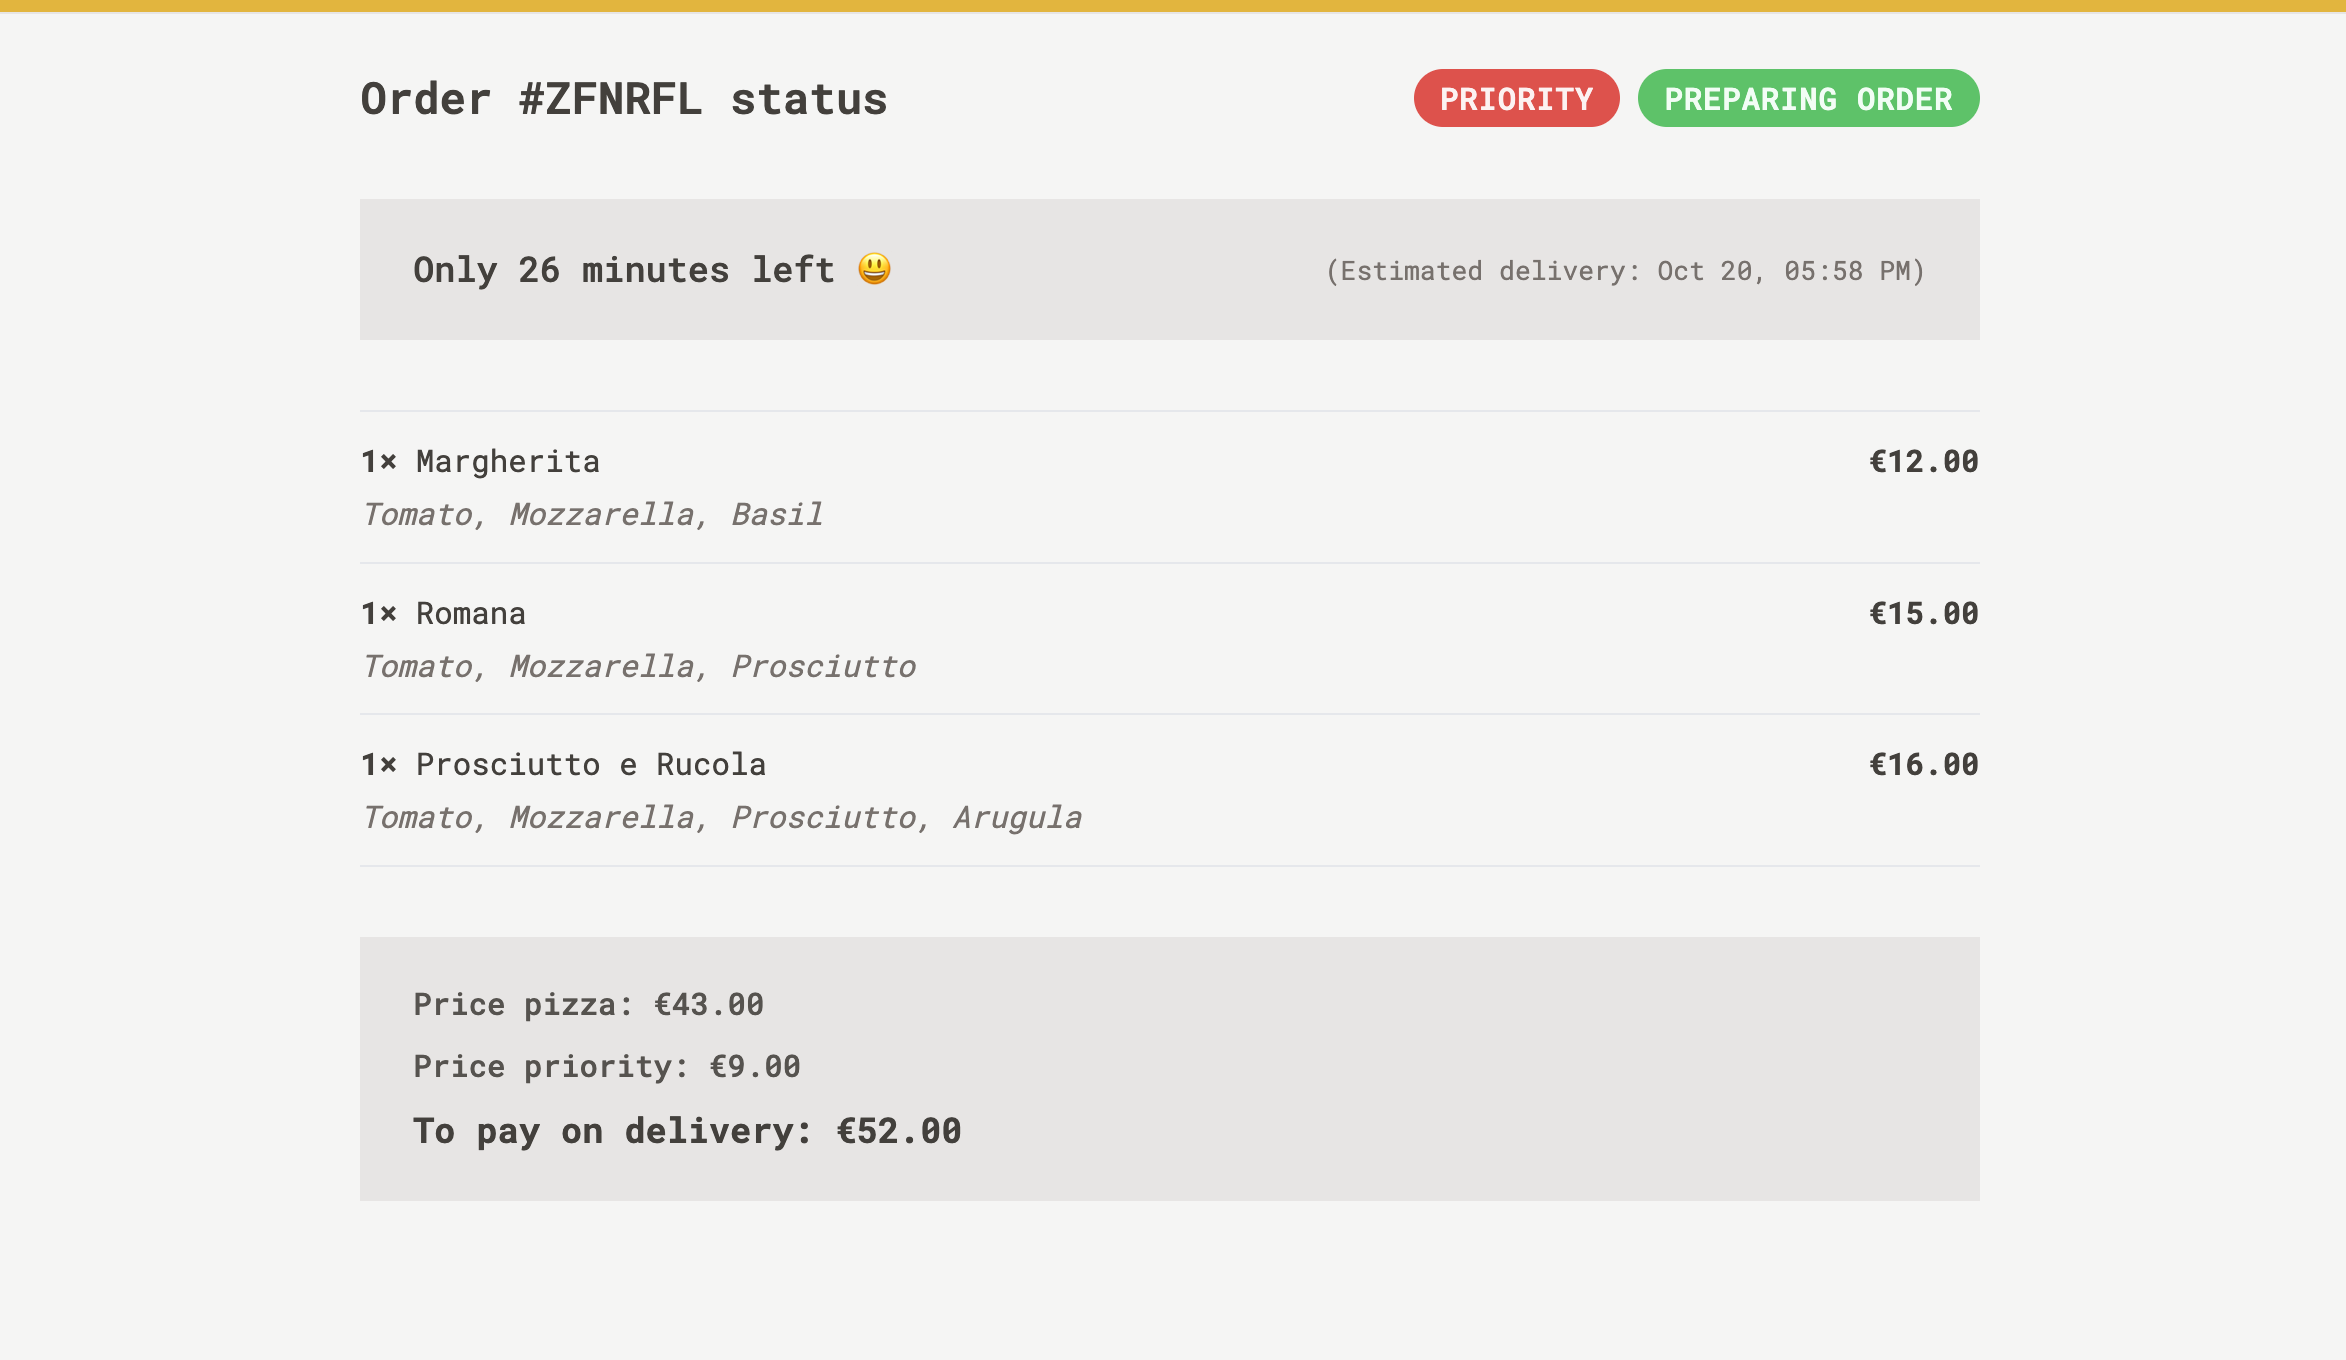 Order #ZFNRFL status
PRIORITY
PREPARING ORDER
Only 26 minutes left 😃
(Estimated delivery: Oct 20, 05:58 PM)
1× Margherita
€12.00
Tomato, Mozzarella, Basil
1× Romana
€15.00
Tomato, Mozzarella, Prosciutto
1× Prosciutto e Rucola
€16.00
Tomato, Mozzarella, Prosciutto, Arugula
Price pizza: €43.00
Price priority: €9.00
To pay on delivery: €52.00